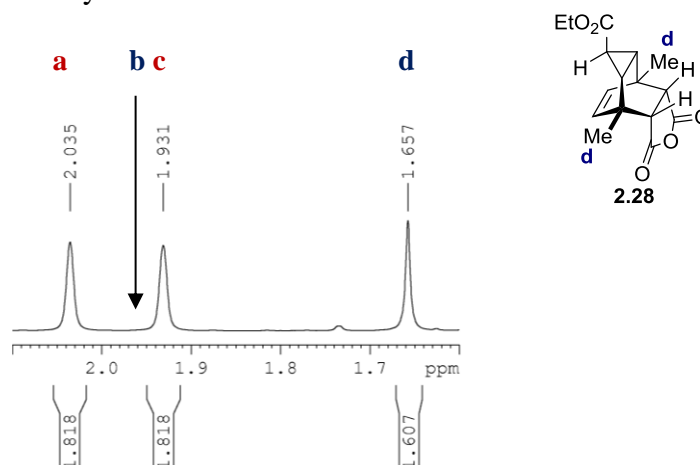 a b c d
2.035
1.931
1.657
2.0 1.9 1.8 1.7 ppm
1.818
1.818
1.607
EtO₂C
d
H Me H
H
Me
d
O
O
2.28